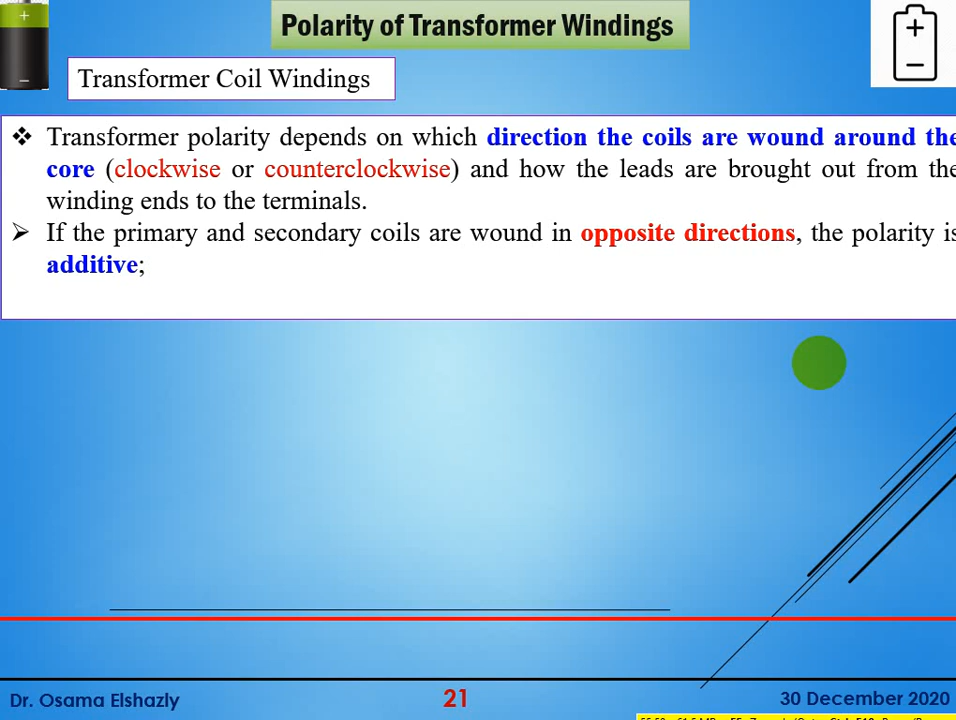 Polarity of Transformer Windings
Transformer Coil Windings
❖ Transformer polarity depends on which direction the coils are wound around the
core (clockwise or counterclockwise) and how the leads are brought out from the
winding ends to the terminals.
➢ If the primary and secondary coils are wound in opposite directions, the polarity is
additive;
Dr. Osama Elshazly
21
30 December 2020